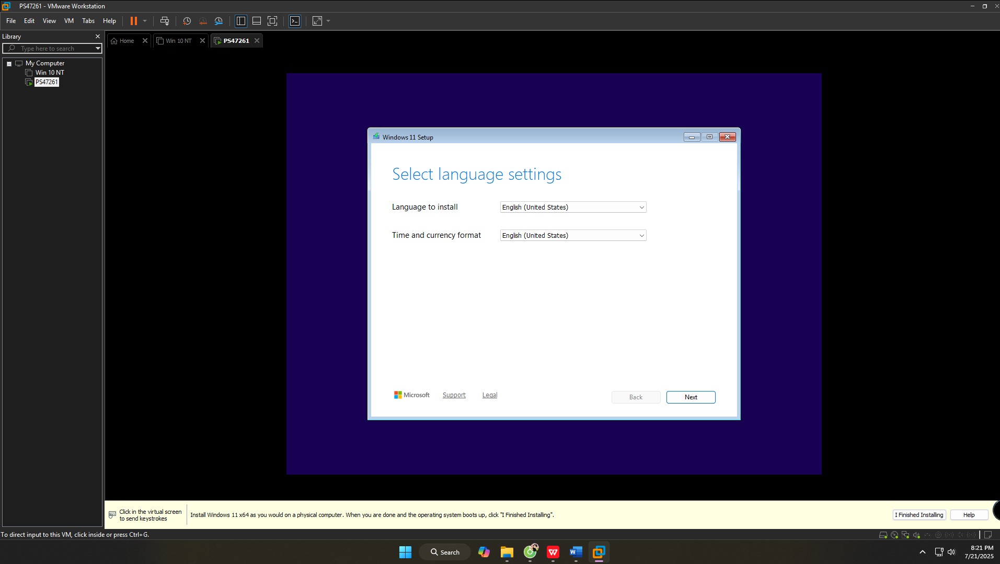 PS47261 - VMware Workstation
File Edit View VM Tabs Help
Library
Type here to search
My Computer
Win 10 NT
PS47261
Home
Win 10 NT
PS47261
Windows 11 Setup
Select language settings
Language to install
English (United States)
Time and currency format
English (United States)
Microsoft
Support
Legal
Back
Next
Click in the virtual screen
to send keystrokes
Install Windows 11 x64 as you would on a physical computer. When you are done and the operating system boots up, click "I Finished Installing".
I Finished Installing
Help
To direct input to this VM, click inside or press Ctrl+G.
Search
8:21 PM
7/21/2025